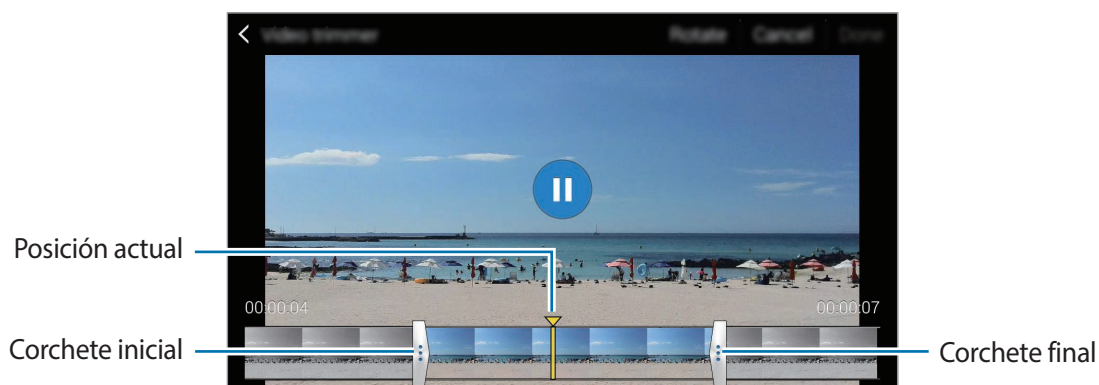 Video trimmer Rotate Cancel Done
Posición actual
00:00:04 00:00:07
Corchete inicial
Corchete final